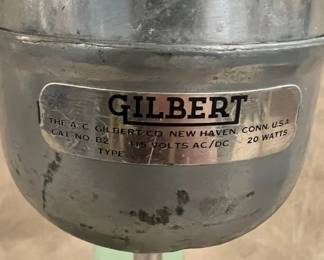 GILBERT
THE A.C. GILBERT CO. NEW HAVEN, CONN. U.S.A.
CAT. NO. B2 115 VOLTS AC/DC 20 WATTS
TYPE